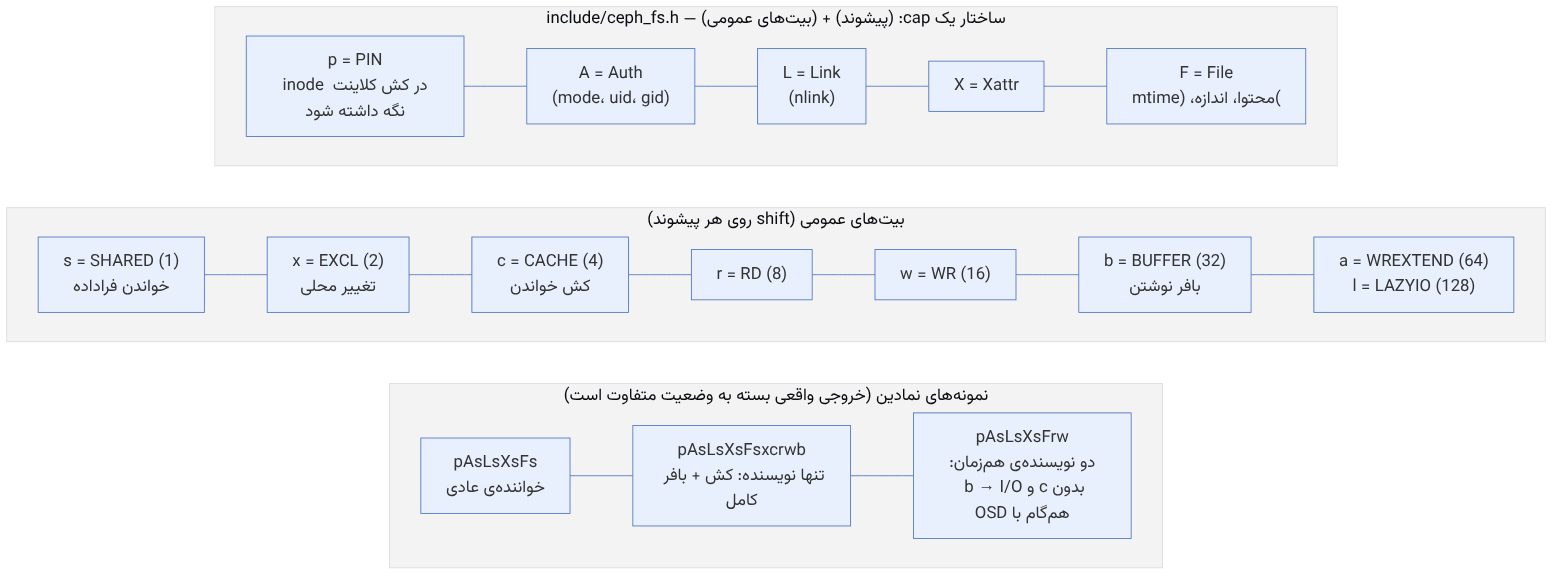 ساختار یک cap: (پیشوند) + (بیت‌های عمومی) — include/ceph_fs.h
p = PIN
inode در کش کلاینت
نگه داشته شود
A = Auth
(mode، uid، gid)
L = Link
(nlink)
X = Xattr
F = File
(محتوا، اندازه، mtime)
بیت‌های عمومی (shift روی هر پیشوند)
s = SHARED (1)
خواندن فراداده
x = EXCL (2)
تغییر محلی
c = CACHE (4)
کش خواندن
r = RD (8)
w = WR (16)
b = BUFFER (32)
بافر نوشتن
a = WREXTEND (64)
l = LAZYIO (128)
نمونه‌های نمادین (خروجی واقعی بسته به وضعیت متفاوت است)
pAsLsXsFs
خواننده‌ی عادی
pAsLsXsFsxcrwb
تنها نویسنده: کش + بافر
کامل
pAsLsXsFrw
دو نویسنده‌ی هم‌زمان:
بدون c و b → I/O
هم‌گام با OSD